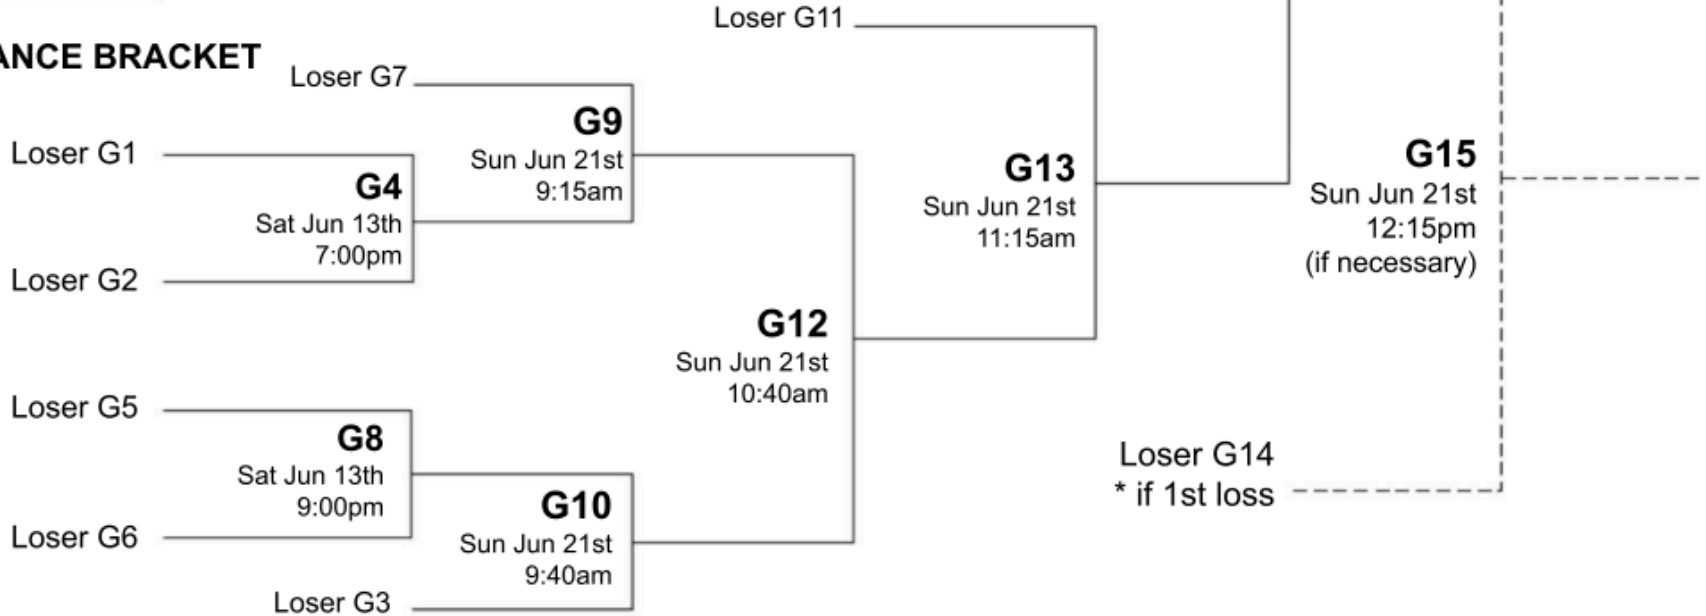 Loser G11
ANCE BRACKET
Loser G7
G9
Sun Jun 21st
9:15am
Loser G1
G4
Sat Jun 13th
7:00pm
Loser G2
G13
Sun Jun 21st
11:15am
G15
Sun Jun 21st
12:15pm
(if necessary)
G12
Sun Jun 21st
10:40am
Loser G5
G8
Sat Jun 13th
9:00pm
Loser G6
G10
Sun Jun 21st
9:40am
Loser G3
Loser G14
* if 1st loss